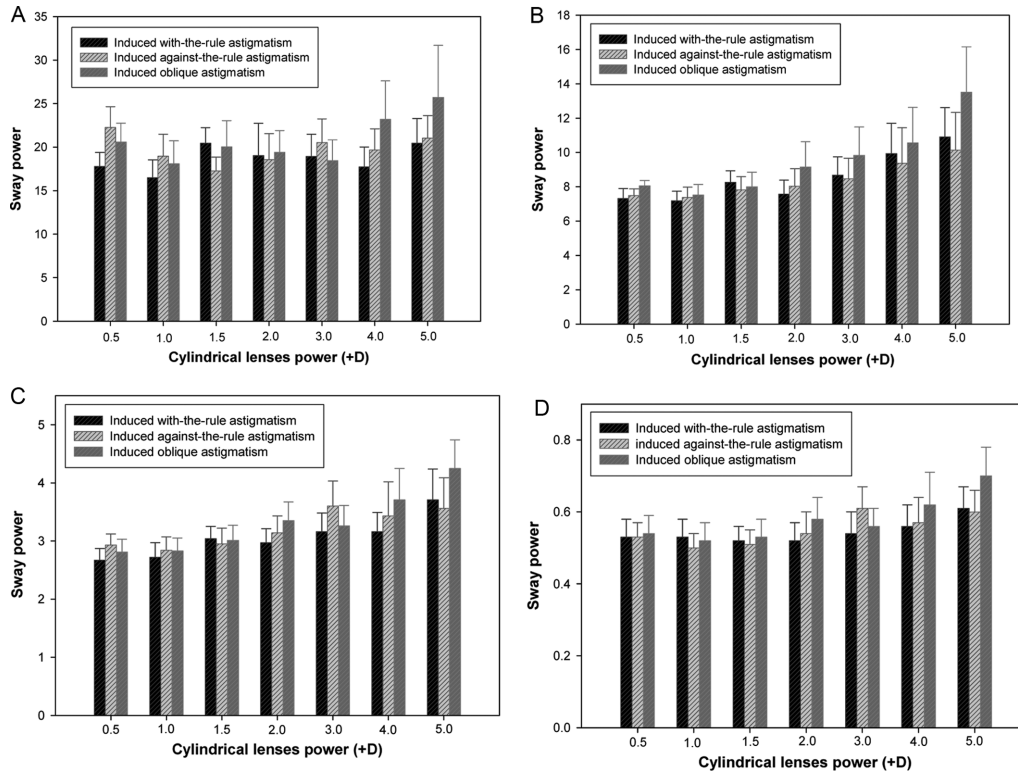 A
35
30
25
20
15
10
5
0
Sway power
Induced with-the-rule astigmatism
Induced against-the-rule astigmatism
Induced oblique astigmatism
0.5 1.0 1.5 2.0 3.0 4.0 5.0
Cylindrical lenses power (+D)
B
18
16
14
12
10
8
6
4
2
0
Sway power
Induced with-the-rule astigmatism
Induced against-the-rule astigmatism
Induced oblique astigmatism
0.5 1.0 1.5 2.0 3.0 4.0 5.0
Cylindrical lenses power (+D)
C
5
4
3
2
1
0
Sway power
Induced with-the-rule astigmatism
Induced against-the-rule astigmatism
Induced oblique astigmatism
0.5 1.0 1.5 2.0 3.0 4.0 5.0
Cylindrical lenses power (+D)
D
0.8
0.6
0.4
0.2
0.0
Sway power
Induced with-the-rule astigmatism
induced against-the-rule astigmatism
Induced oblique astigmatism
0.5 1.0 1.5 2.0 3.0 4.0 5.0
Cylindrical lenses power (+D)